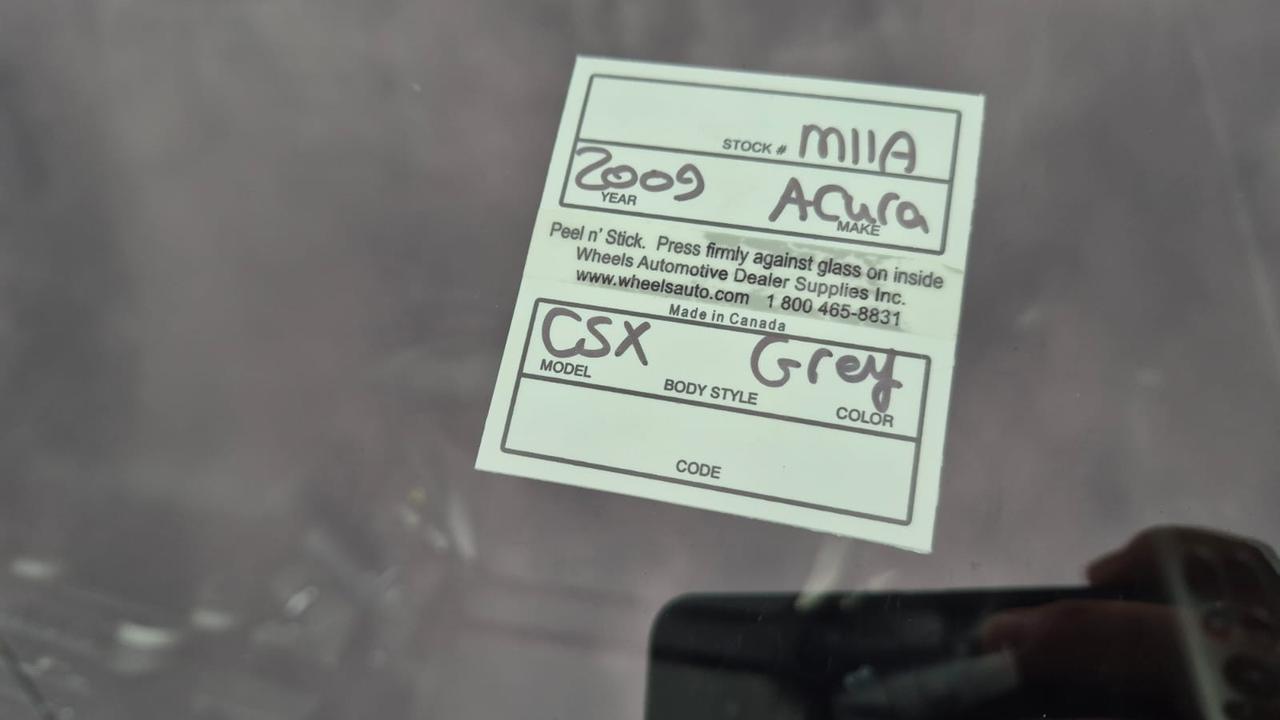 STOCK # M11A
2009 Acura
YEAR MAKE
Peel n' Stick. Press firmly against glass on inside
Wheels Automotive Dealer Supplies Inc.
www.wheelsauto.com 1 800 465-8831
Made in Canada
CSX Grey
MODEL BODY STYLE COLOR
CODE